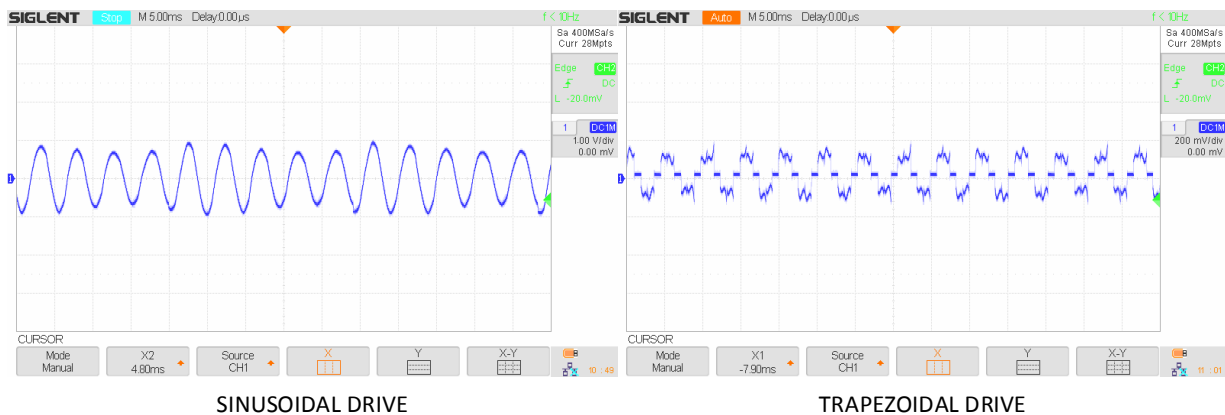 SIGLENT Stop M 5.00ms Delay:0.00µs f < 10Hz
Sa 400MSa/s
Curr 28Mpts
Edge CH2
DC
L -20.0mV
1 DC1M
1.00 V/div
0.00 mV
1
CURSOR
Mode
Manual
X2
4.80ms
Source
CH1
X
Y
X-Y
10 : 49
SINUSOIDAL DRIVE
SIGLENT Auto M 5.00ms Delay:0.00µs f < 10Hz
Sa 400MSa/s
Curr 28Mpts
Edge CH2
DC
L -20.0mV
1 DC1M
200 mV/div
0.00 mV
1
CURSOR
Mode
Manual
X1
-7.90ms
Source
CH1
X
Y
X-Y
11 : 01
TRAPEZOIDAL DRIVE